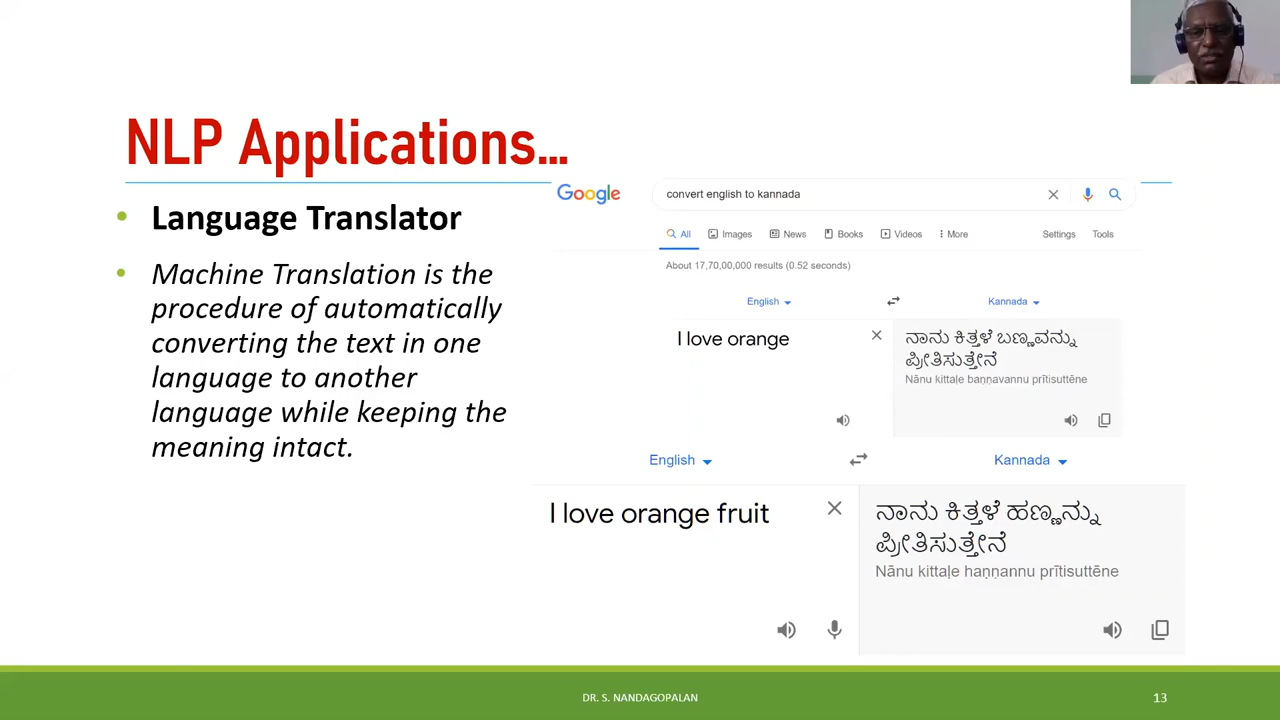 NLP Applications...
• Language Translator
• Machine Translation is the
procedure of automatically
converting the text in one
language to another
language while keeping the
meaning intact.
Google
convert english to kannada
All Images News Books Videos More Settings Tools
About 17,70,00,000 results (0.52 seconds)
English Kannada
I love orange
ನಾನು ಕಿತ್ತಳೆ ಬಣ್ಣವನ್ನು
ಪ್ರೀತಿಸುತ್ತೇನೆ
Nānu kittaḷe baṇṇavannu prītisuttēne
English Kannada
I love orange fruit
ನಾನು ಕಿತ್ತಳೆ ಹಣ್ಣನ್ನು
ಪ್ರೀತಿಸುತ್ತೇನೆ
Nānu kittaḷe haṇṇannu prītisuttēne
DR. S. NANDAGOPALAN
13